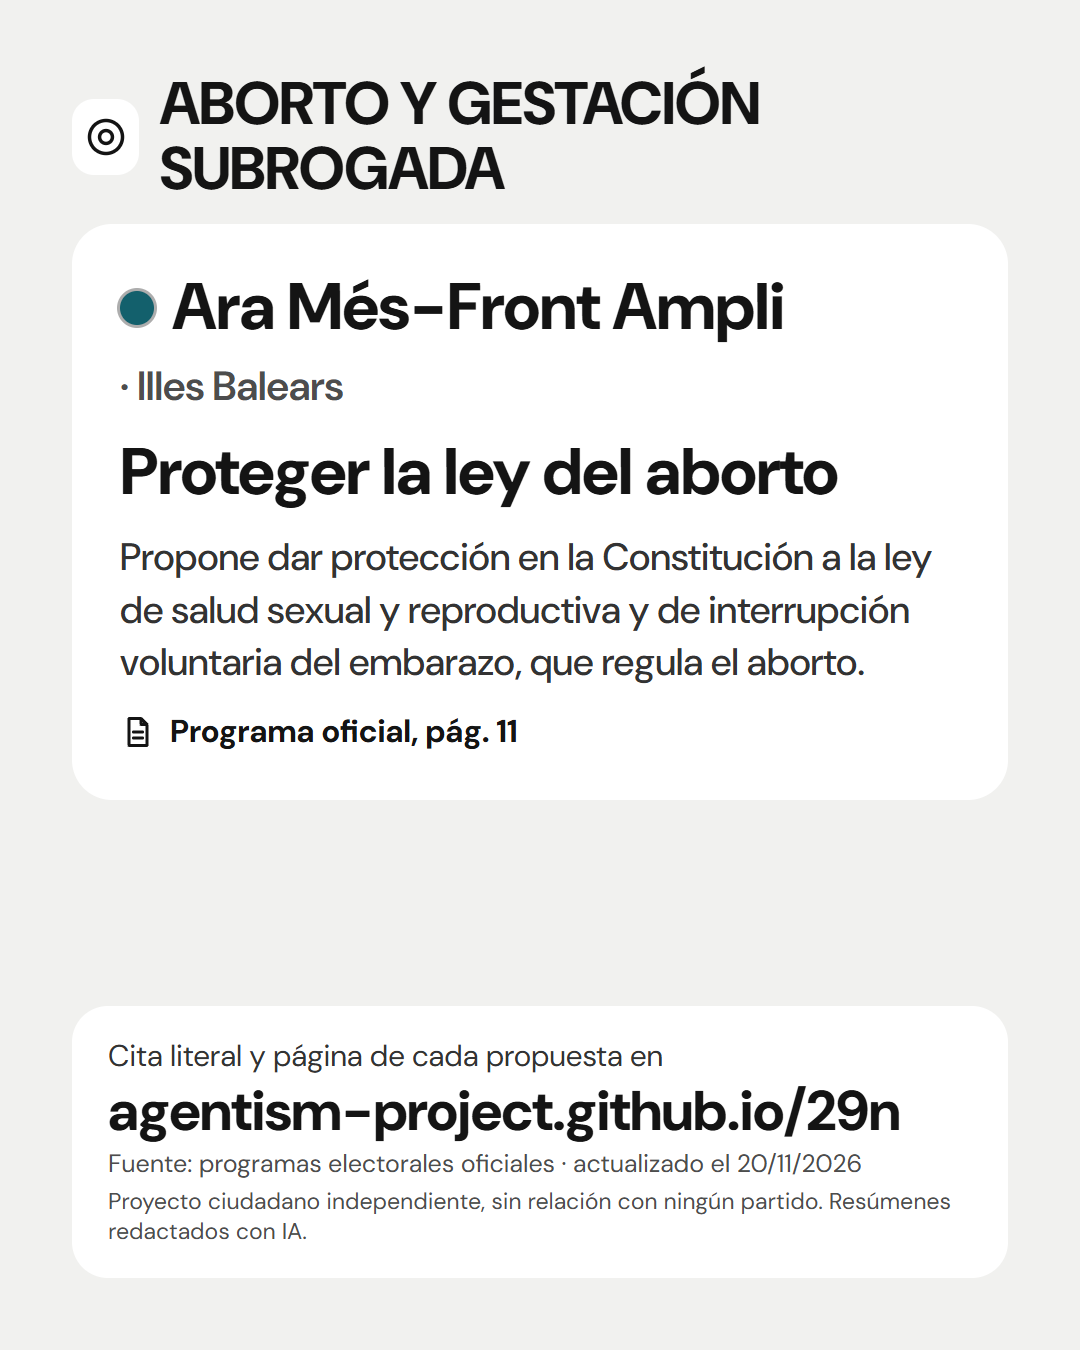 ABORTO Y GESTACIÓN
SUBROGADA
Ara Més-Front Ampli
· Illes Balears
Proteger la ley del aborto
Propone dar protección en la Constitución a la ley
de salud sexual y reproductiva y de interrupción
voluntaria del embarazo, que regula el aborto.
Programa oficial, pág. 11
Cita literal y página de cada propuesta en
agentism-project.github.io/29n
Fuente: programas electorales oficiales · actualizado el 20/11/2026
Proyecto ciudadano independiente, sin relación con ningún partido. Resúmenes
redactados con IA.